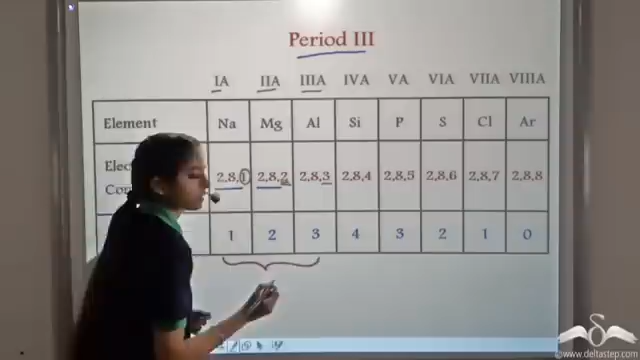 Period III
IA IIA IIIA IVA VA VIA VIIA VIIIA
Element Na Mg Al Si P S Cl Ar
2,8,1 2,8,2 2,8,3 2,8,4 2,8,5 2,8,6 2,8,7 2,8,8
1 2 3 4 3 2 1 0
www.deltastep.com